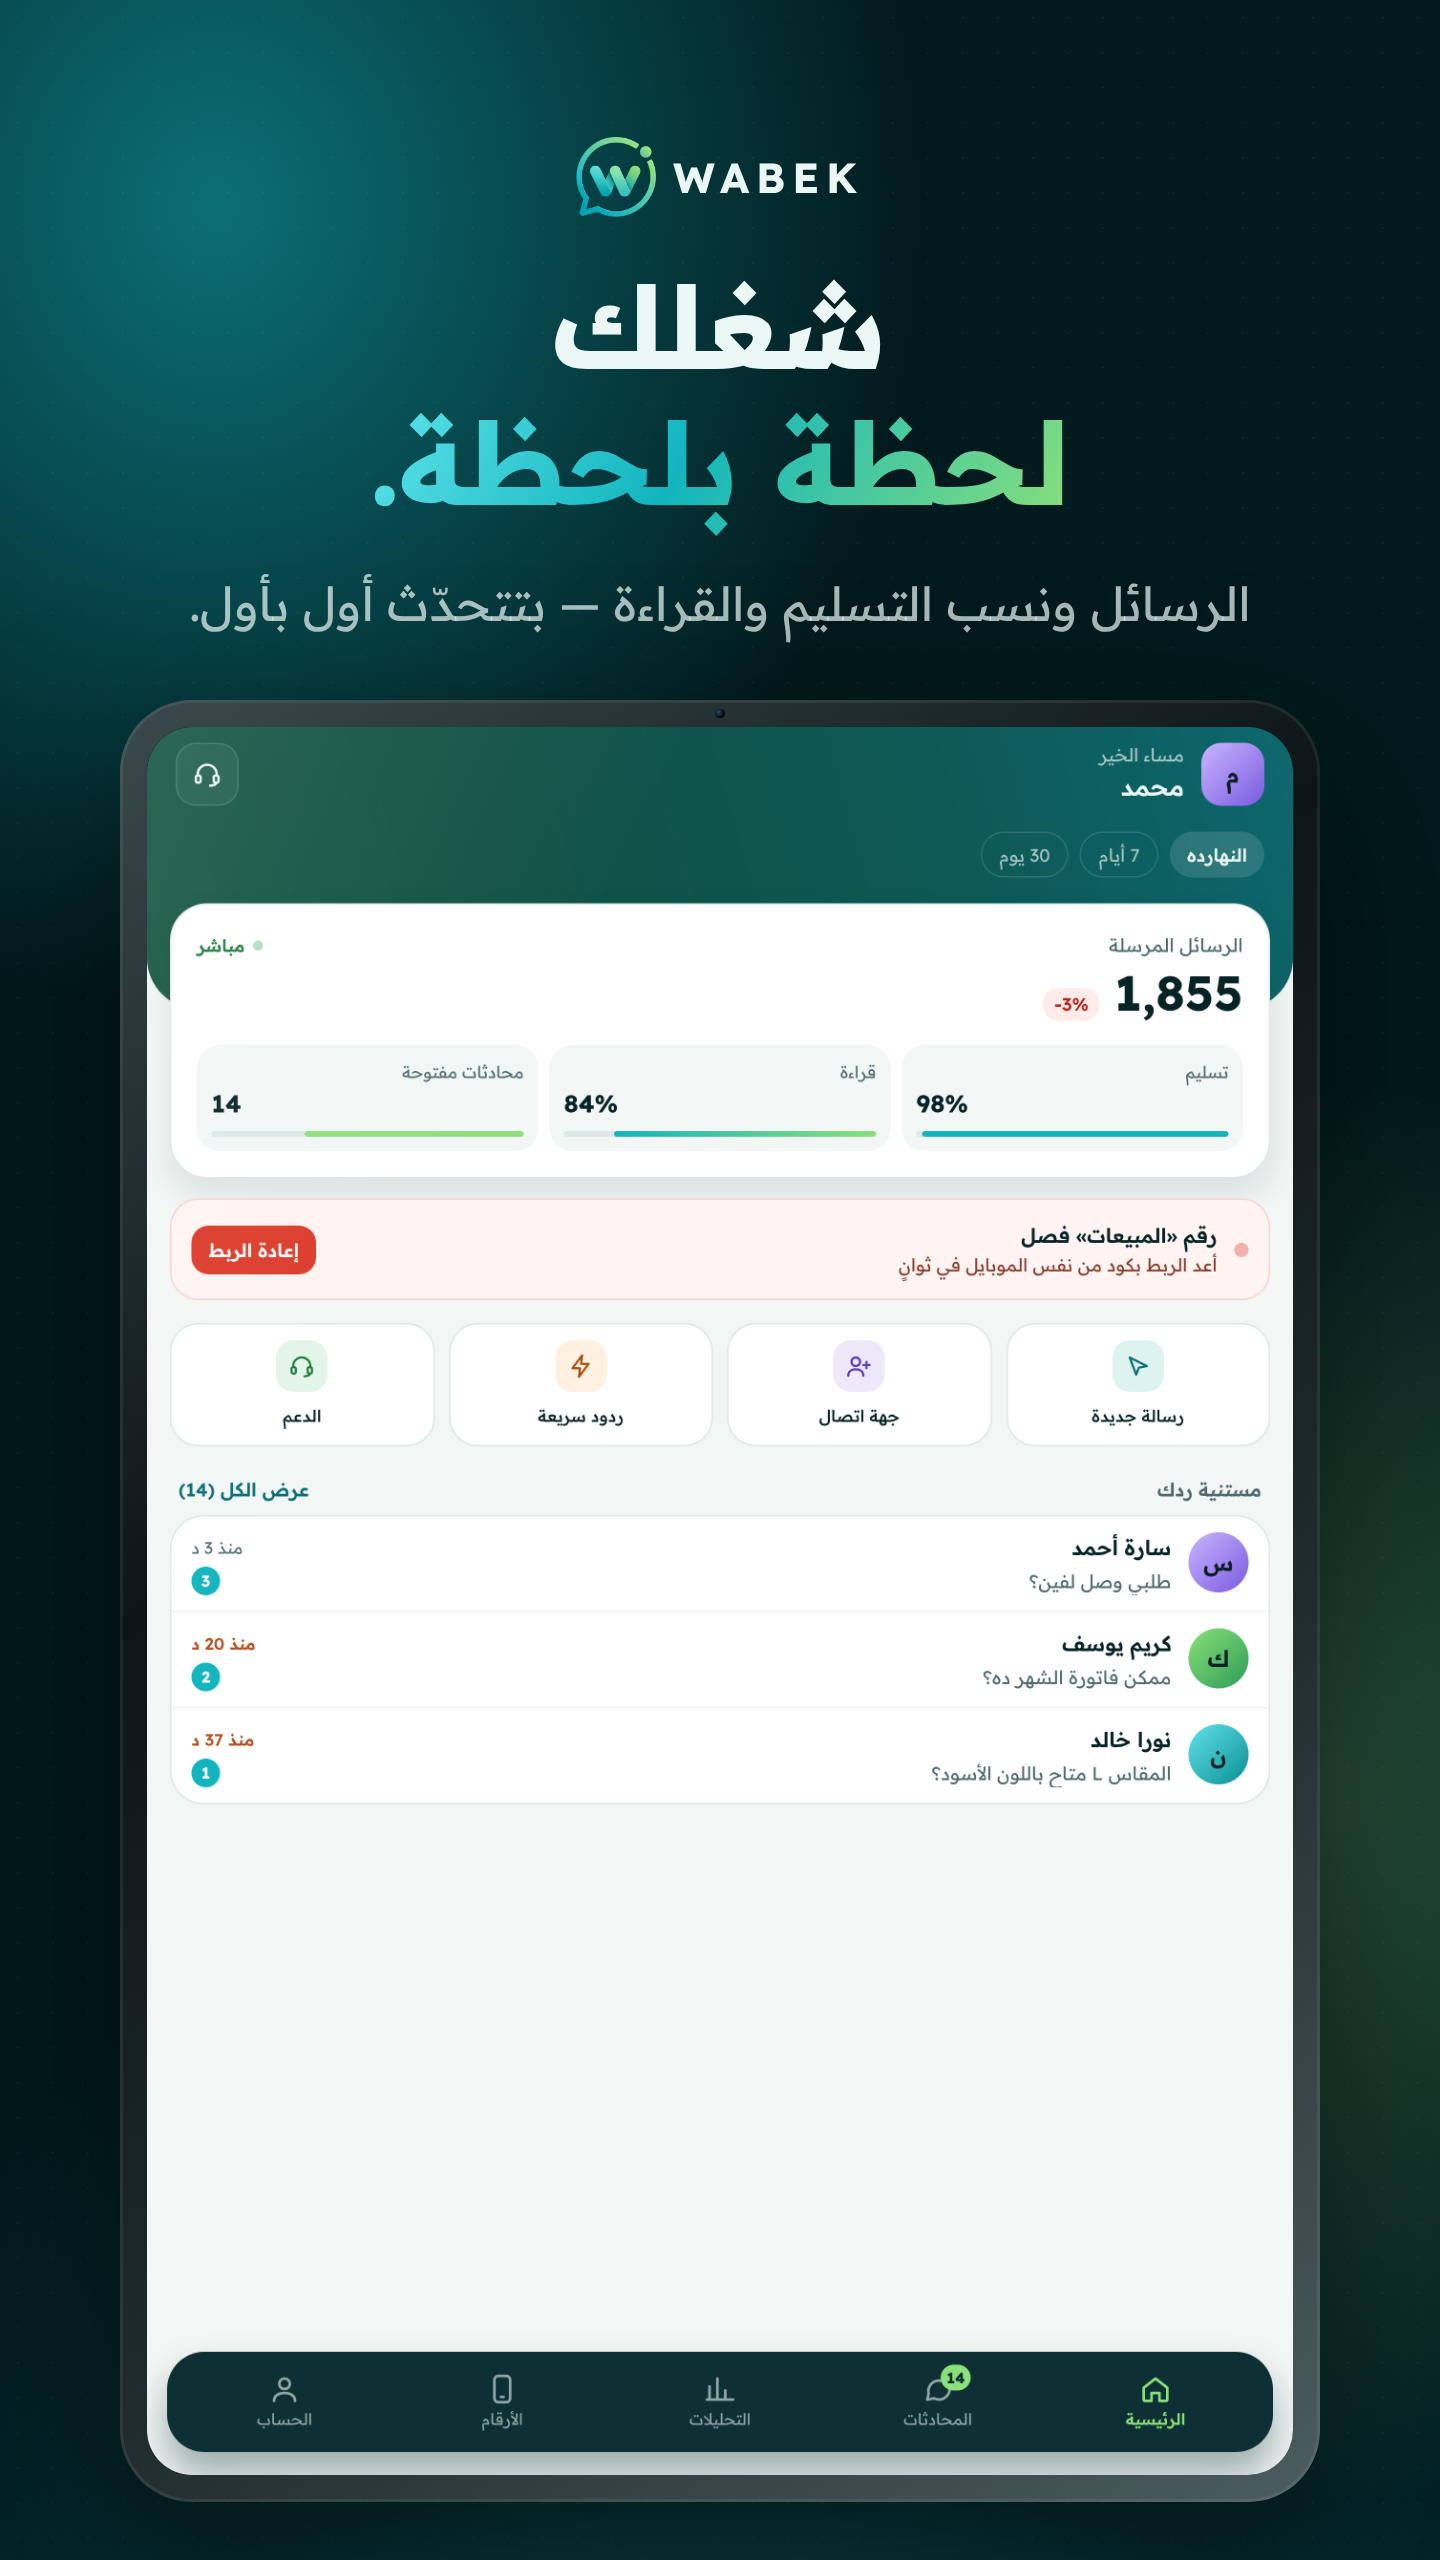 WABEK
شغلك
لحظة بلحظة.
الرسائل ونسب التسليم والقراءة — بتتحدّث أول بأول.
م
مساء الخير
محمد
النهارده
7 أيام
30 يوم
الرسائل المرسلة
مباشر
1,855
-3%
تسليم
98%
قراءة
84%
محادثات مفتوحة
14
رقم «المبيعات» فصل
أعد الربط بكود من نفس الموبايل في ثوانٍ
إعادة الربط
رسالة جديدة
جهة اتصال
ردود سريعة
الدعم
مستنية ردك
عرض الكل (14)
س
سارة أحمد
منذ 3 د
طلبي وصل لفين؟
3
ك
كريم يوسف
منذ 20 د
ممكن فاتورة الشهر ده؟
2
ن
نورا خالد
منذ 37 د
المقاس L متاح باللون الأسود؟
1
الرئيسية
14
المحادثات
التحليلات
الأرقام
الحساب